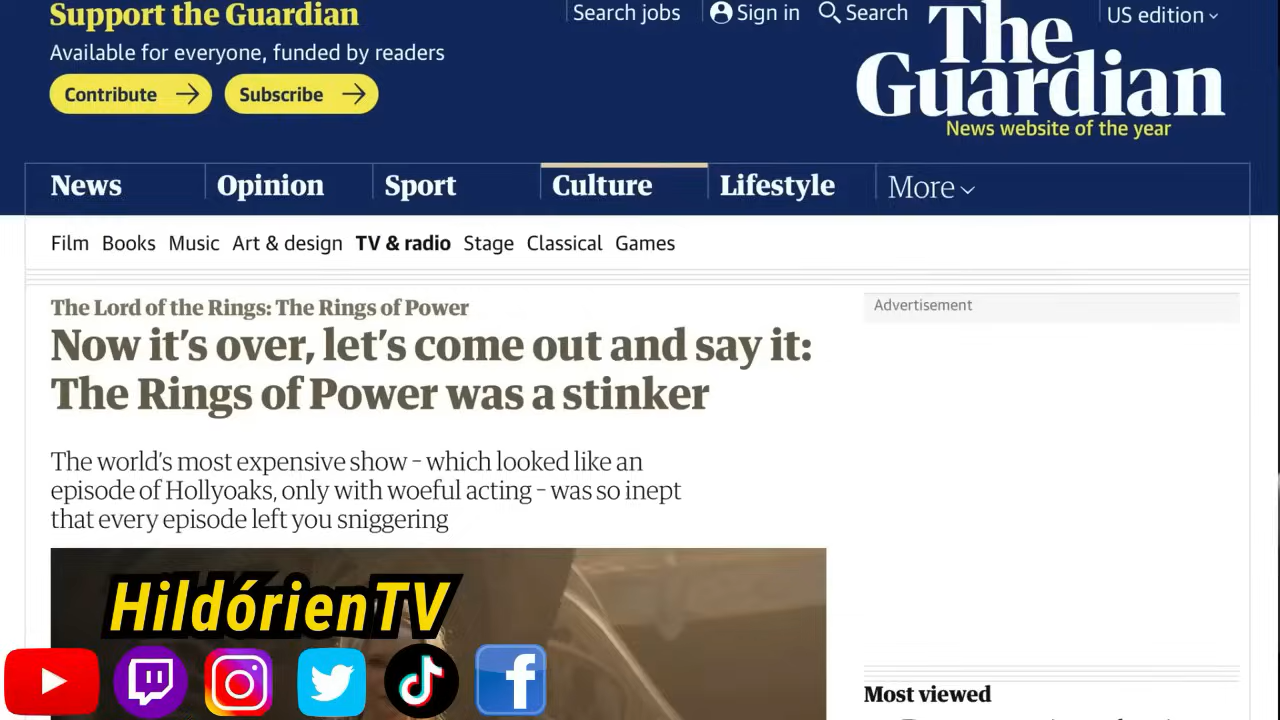 Support the Guardian
Available for everyone, funded by readers
Contribute
Subscribe
Search jobs
Sign in
Search
US edition
The
Guardian
News website of the year
News
Opinion
Sport
Culture
Lifestyle
More
Film
Books
Music
Art & design
TV & radio
Stage
Classical
Games
The Lord of the Rings: The Rings of Power
Now it’s over, let’s come out and say it:
The Rings of Power was a stinker
The world’s most expensive show – which looked like an
episode of Hollyoaks, only with woeful acting – was so inept
that every episode left you sniggering
Advertisement
HildórienTV
Most viewed